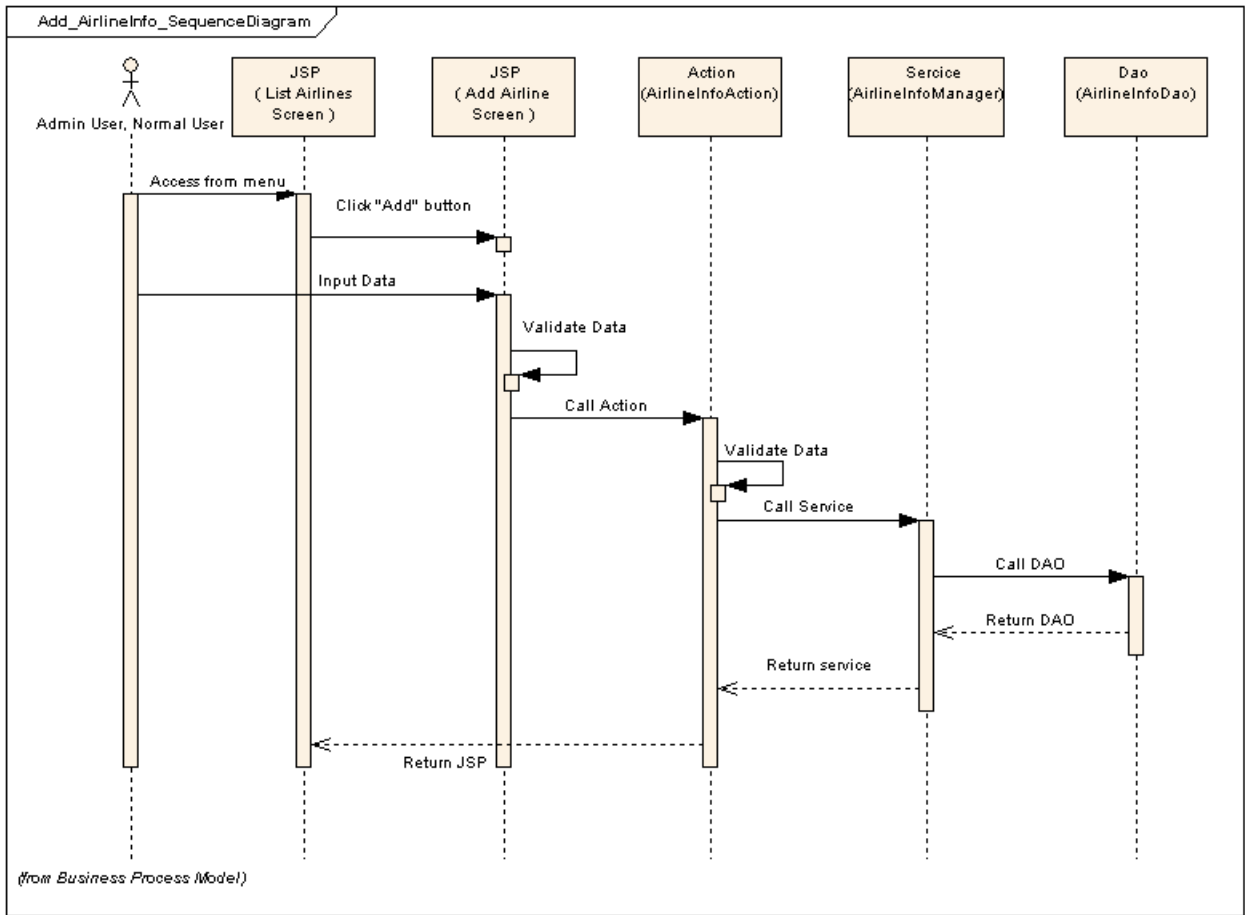 Add_AirlineInfo_SequenceDiagram
Admin User, Normal User
JSP
( List Airlines
Screen )
JSP
( Add Airline
Screen )
Action
(AirlineInfoAction)
Sercice
(AirlineInfoManager)
Dao
(AirlineInfoDao)
Access from menu
Click "Add" button
Input Data
Validate Data
Call Action
Validate Data
Call Service
Call DAO
Return DAO
Return service
Return JSP
(from Business Process Model)